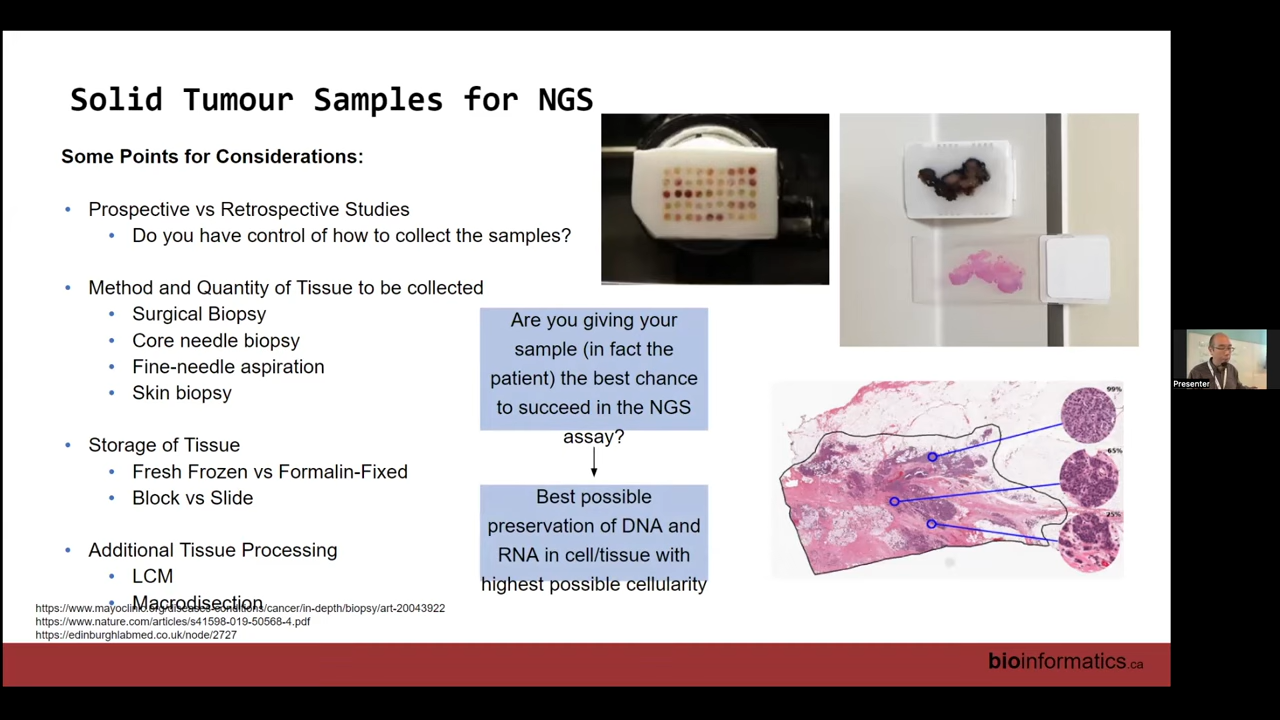 Solid Tumour Samples for NGS
Some Points for Considerations:
• Prospective vs Retrospective Studies
• Do you have control of how to collect the samples?
• Method and Quantity of Tissue to be collected
• Surgical Biopsy
• Core needle biopsy
• Fine-needle aspiration
• Skin biopsy
• Storage of Tissue
• Fresh Frozen vs Formalin-Fixed
• Block vs Slide
• Additional Tissue Processing
• LCM
• Macrodisection
https://www.mayoclinic.org/diseases-conditions/cancer/in-depth/biopsy/art-20043922
https://www.nature.com/articles/s41598-019-50568-4.pdf
https://edinburghlabmed.co.uk/node/2727
Are you giving your
sample (in fact the
patient) the best chance
to succeed in the NGS
assay?
Best possible
preservation of DNA and
RNA in cell/tissue with
highest possible cellularity
99%
65%
25%
bioinformatics.ca
Presenter